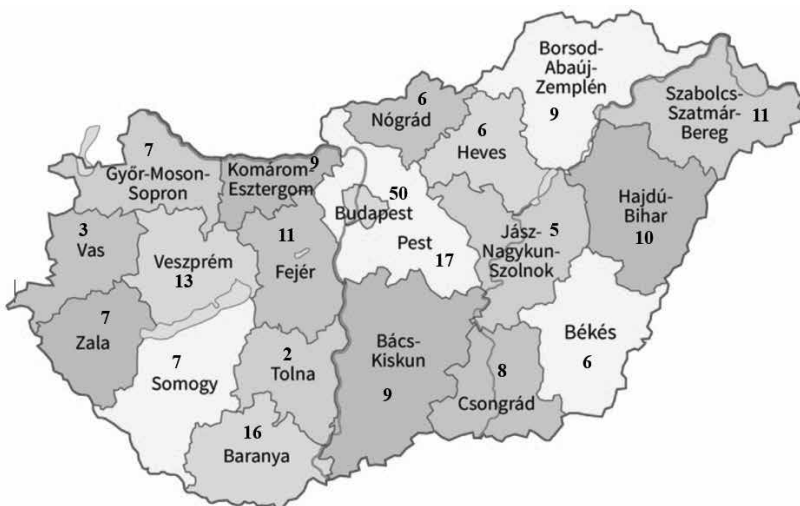 Borsod-
Abaúj-
Zemplén
9
Szabolcs-
Szatmár-
Bereg
11
6
Nógrád
6
Heves
7
Győr-Moson-
Sopron
9
Komárom-
Esztergom
50
Budapest
Pest
17
Hajdú-
Bihar
10
3
Vas
Veszprém
13
11
Fejér
5
Jász-
Nagykun-
Szolnok
7
Zala
7
Somogy
2
Tolna
Bács-
Kiskun
9
8
Csongrád
Békés
6
16
Baranya